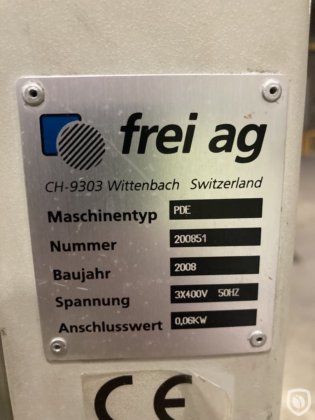 frei ag
CH-9303 Wittenbach Switzerland
Maschinentyp PDE
Nummer 200851
Baujahr 2008
Spannung 3X400V 50HZ
Anschlusswert 0,06KW
CE